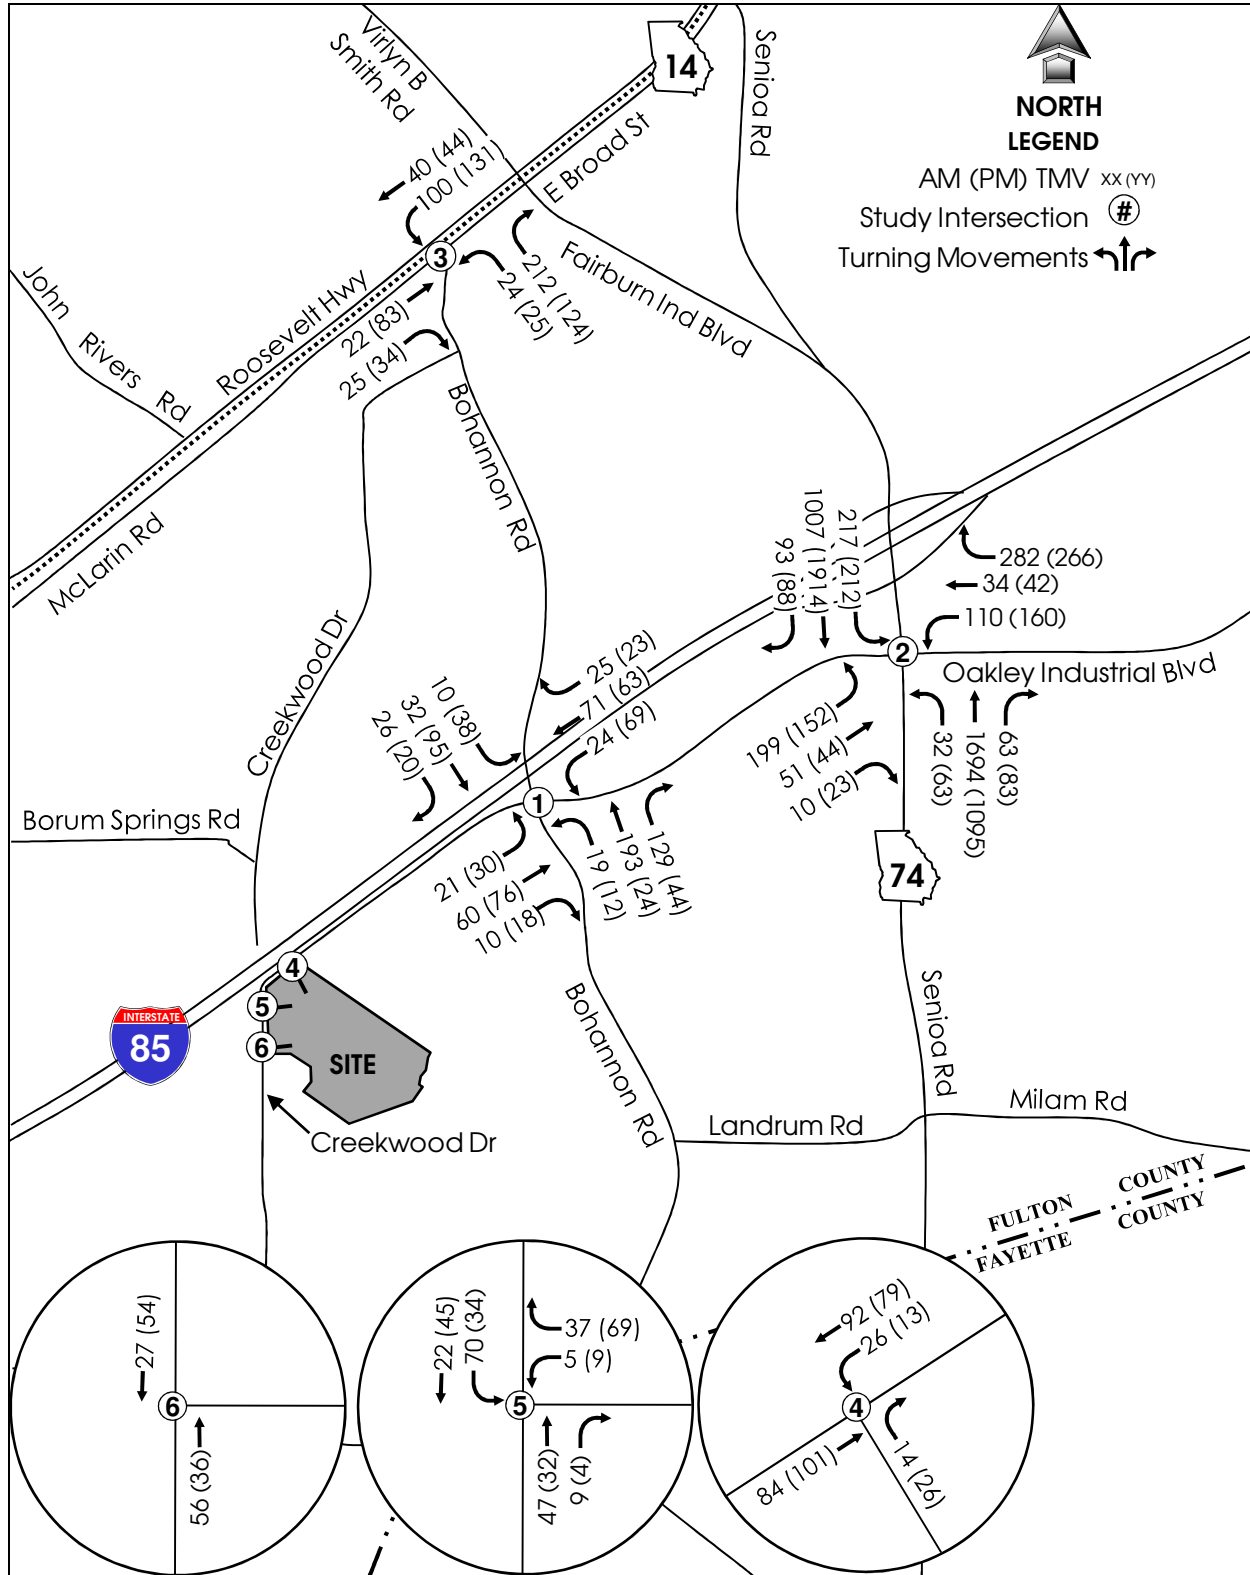 Virlyn B
Smith Rd
14
Senioa Rd
NORTH
LEGEND
AM (PM) TMV XX (YY)
Study Intersection #
Turning Movements
E Broad St
40 (44)
100 (131)
3
212 (124)
24 (25)
22 (83)
25 (34)
Fairburn Ind Blvd
John
Rivers
Rd
Roosevelt Hwy
McLarin Rd
Bohannon
Rd
Creekwood Dr
217 (212)
1007 (1914)
93 (88)
282 (266)
34 (42)
110 (160)
2
Oakley Industrial Blvd
199 (152)
51 (44)
10 (23)
32 (63)
1694 (1095)
63 (83)
25 (23)
71 (63)
24 (69)
10 (38)
32 (95)
26 (20)
1
21 (30)
60 (76)
10 (18)
19 (12)
193 (24)
129 (44)
Borum Springs Rd
74
4
5
6
INTERSTATE
85
SITE
Creekwood Dr
Bohannon Rd
Senioa Rd
Landrum Rd
Milam Rd
FULTON COUNTY
FAYETTE COUNTY
27 (54)
6
56 (36)
22 (45)
70 (34)
37 (69)
5 (9)
5
47 (32)
9 (4)
92 (79)
26 (13)
4
84 (101)
14 (26)